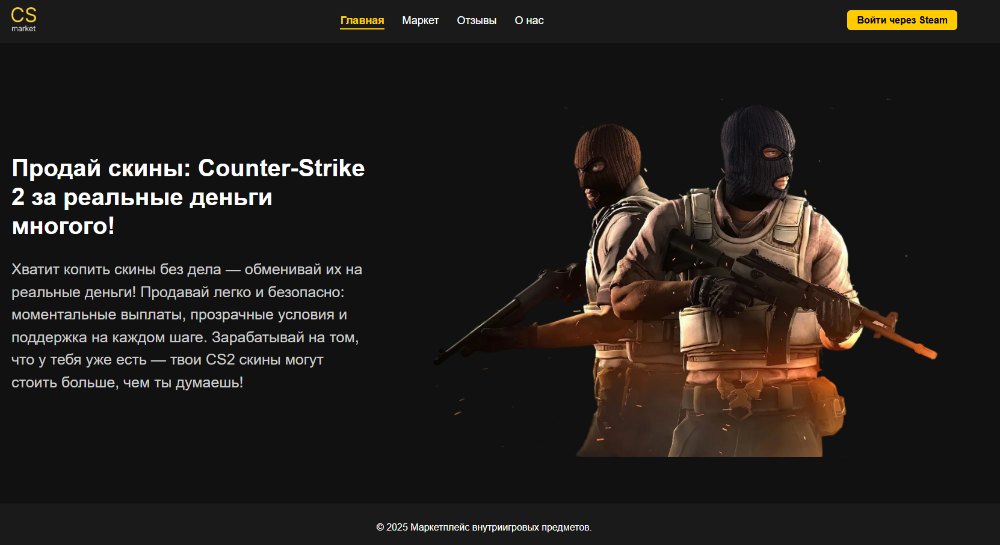 CS
market
Главная
Маркет
Отзывы
О нас
Войти через Steam
Продай скины: Counter-Strike
2 за реальные деньги
многого!
Хватит копить скины без дела — обменивай их на
реальные деньги! Продавай легко и безопасно:
моментальные выплаты, прозрачные условия и
поддержка на каждом шаге. Зарабатывай на том,
что у тебя уже есть — твои CS2 скины могут
стоить больше, чем ты думаешь!
© 2025 Маркетплейс внутриигровых предметов.